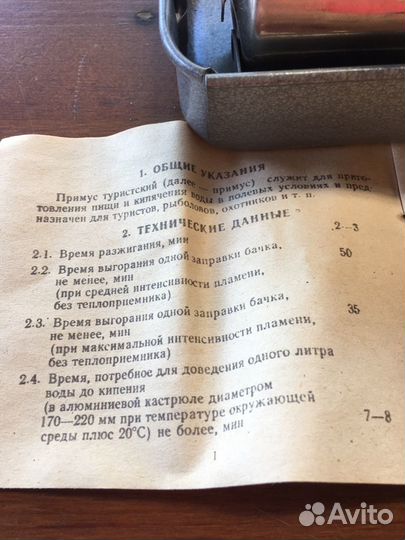 1. ОБЩИЕ УКАЗАНИЯ
Примус туристский (далее — примус) служит для приго-
товления пищи и кипячения воды в полевых условиях и пред-
назначен для туристов, рыболовов, охотников и т. п.
2. ТЕХНИЧЕСКИЕ ДАННЫЕ
2.1. Время разжигания, мин 2—3
2.2. Время выгорания одной заправки бачка,
не менее, мин 50
(при средней интенсивности пламени,
без теплоприемника)
2.3. Время выгорания одной заправки бачка,
не менее, мин 35
(при максимальной интенсивности пламени,
без теплоприемника)
2.4. Время, потребное для доведения одного литра
воды до кипения
(в алюминиевой кастрюле диаметром
170—220 мм при температуре окружающей
среды плюс 20°С) не более, мин 7—8
1
Avito